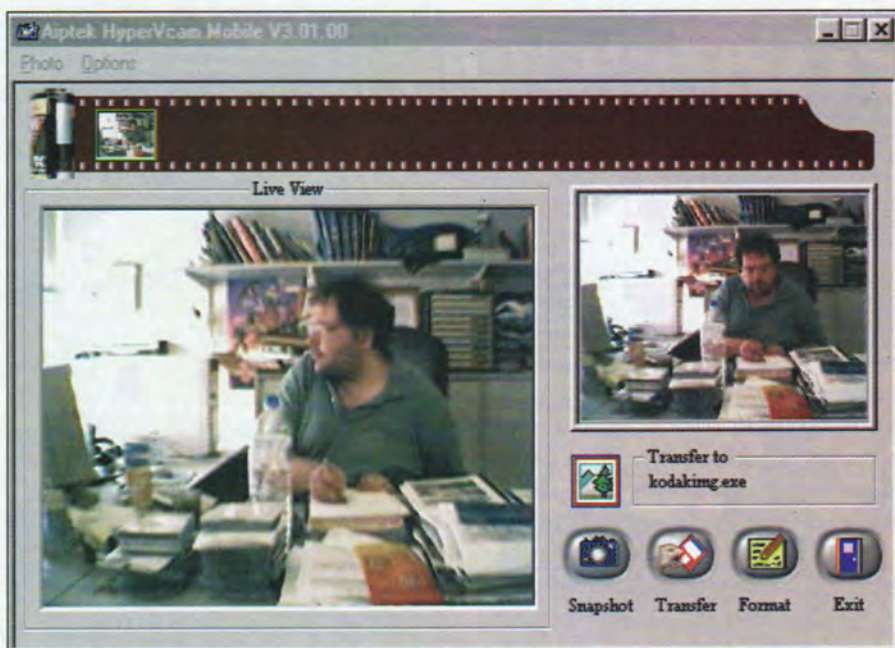 Aiptek HyperVcam Mobile V3.01.00
Photo Options
Live View
Transfer to
kodakimg.exe
Snapshot Transfer Format Exit